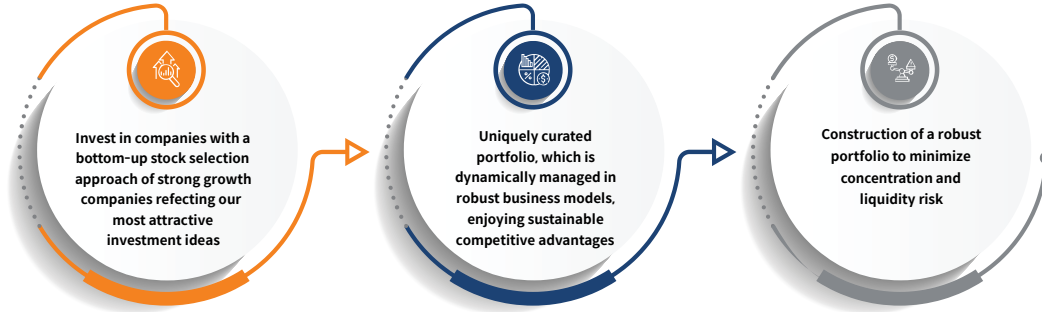 Invest in companies with a
bottom-up stock selection
approach of strong growth
companies refecting our
most attractive
investment ideas
Uniquely curated
portfolio, which is
dynamically managed in
robust business models,
enjoying sustainable
competitive advantages
Construction of a robust
portfolio to minimize
concentration and
liquidity risk